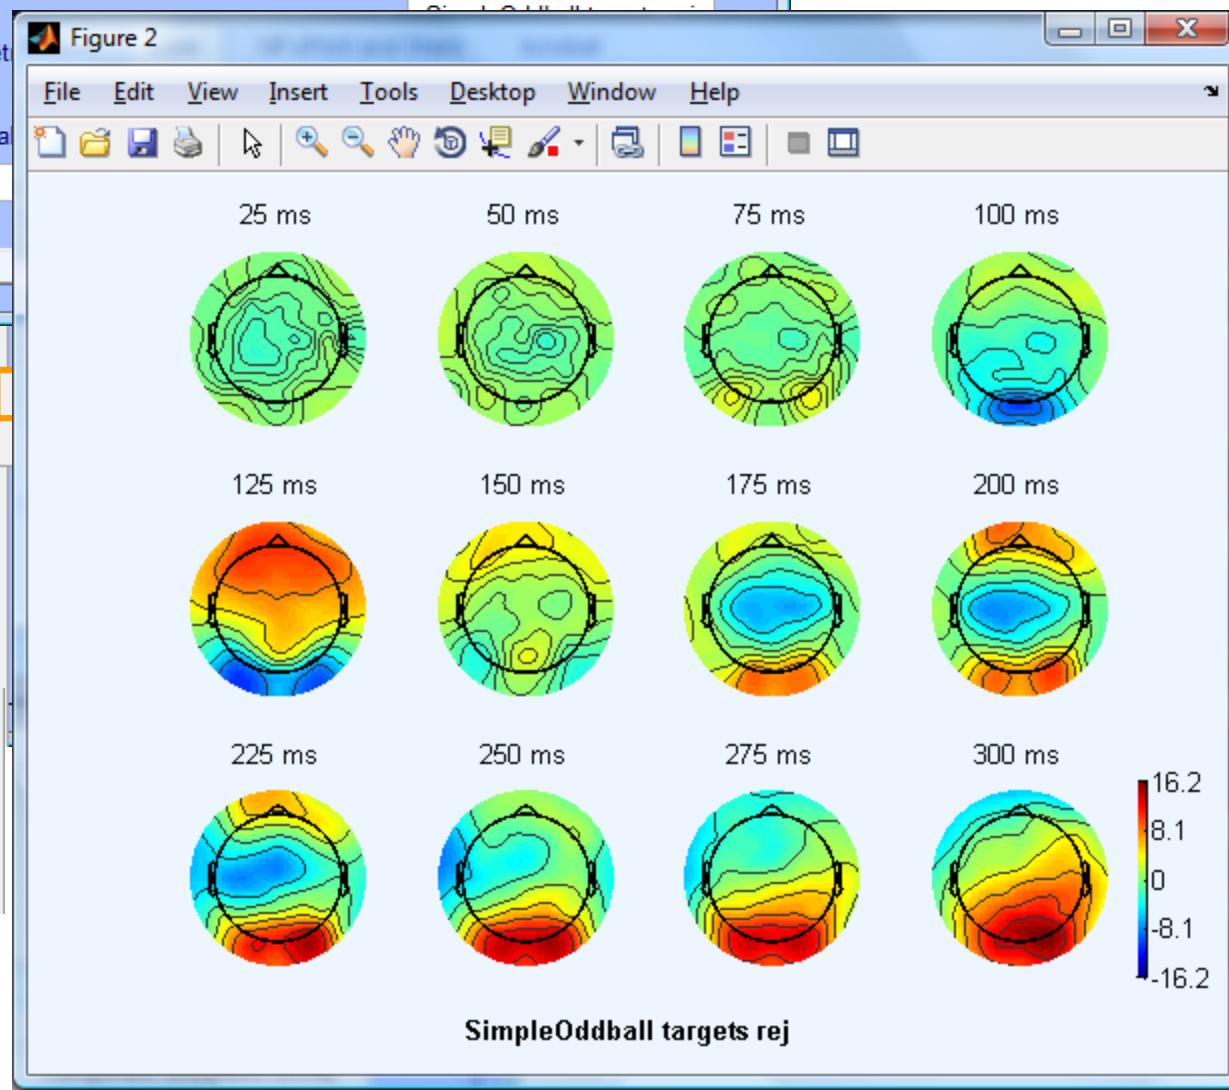 Figure 2
File Edit View Insert Tools Desktop Window Help
25 ms 50 ms 75 ms 100 ms
125 ms 150 ms 175 ms 200 ms
225 ms 250 ms 275 ms 300 ms
16.2
8.1
0
-8.1
-16.2
SimpleOddball targets rej